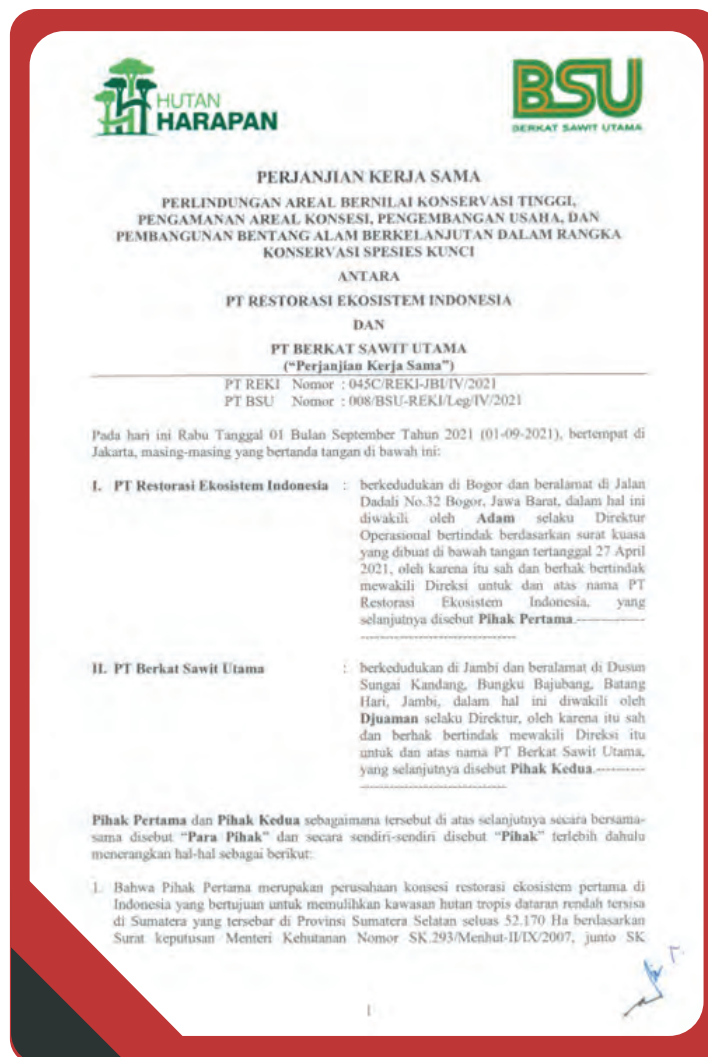 HUTAN
HARAPAN
BSU
BERKAT SAWIT UTAMA
PERJANJIAN KERJA SAMA
PERLINDUNGAN AREAL BERNILAI KONSERVASI TINGGI,
PENGAMANAN AREAL KONSESI, PENGEMBANGAN USAHA, DAN
PEMBANGUNAN BENTANG ALAM BERKELANJUTAN DALAM RANGKA
KONSERVASI SPESIES KUNCI
ANTARA
PT RESTORASI EKOSISTEM INDONESIA
DAN
PT BERKAT SAWIT UTAMA
("Perjanjian Kerja Sama")
PT REKI Nomor : 045C/REKI-JBI/IV/2021
PT BSU Nomor : 008/BSU-REKI/Leg/IV/2021
Pada hari ini Rabu Tanggal 01 Bulan September Tahun 2021 (01-09-2021), bertempat di
Jakarta, masing-masing yang bertanda tangan di bawah ini:
I. PT Restorasi Ekosistem Indonesia : berkedudukan di Bogor dan beralamat di Jalan
Dadali No.32 Bogor, Jawa Barat, dalam hal ini
diwakili oleh Adam selaku Direktur
Operasional bertindak berdasarkan surat kuasa
yang dibuat di bawah tangan tertanggal 27 April
2021, oleh karena itu sah dan berhak bertindak
mewakili Direksi untuk dan atas nama PT
Restorasi Ekosistem Indonesia, yang
selanjutnya disebut Pihak Pertama.--------------
-------------------------------
II. PT Berkat Sawit Utama : berkedudukan di Jambi dan beralamat di Dusun
Sungai Kandang, Bungku Bajubang, Batang
Hari, Jambi, dalam hal ini diwakili oleh
Djuaman selaku Direktur, oleh karena itu sah
dan berhak bertindak mewakili Direksi itu
untuk dan atas nama PT Berkat Sawit Utama,
yang selanjutnya disebut Pihak Kedua.----------
-----------------------------
Pihak Pertama dan Pihak Kedua sebagaimana tersebut di atas selanjutnya secara bersama-
sama disebut "Para Pihak" dan secara sendiri-sendiri disebut "Pihak" terlebih dahulu
menerangkan hal-hal sebagai berikut:
1. Bahwa Pihak Pertama merupakan perusahaan konsesi restorasi ekosistem pertama di
Indonesia yang bertujuan untuk memulihkan kawasan hutan tropis dataran rendah tersisa
di Sumatera yang tersebar di Provinsi Sumatera Selatan seluas 52.170 Ha berdasarkan
Surat keputusan Menteri Kehutanan Nomor SK.293/Menhut-II/IX/2007, junto SK
1